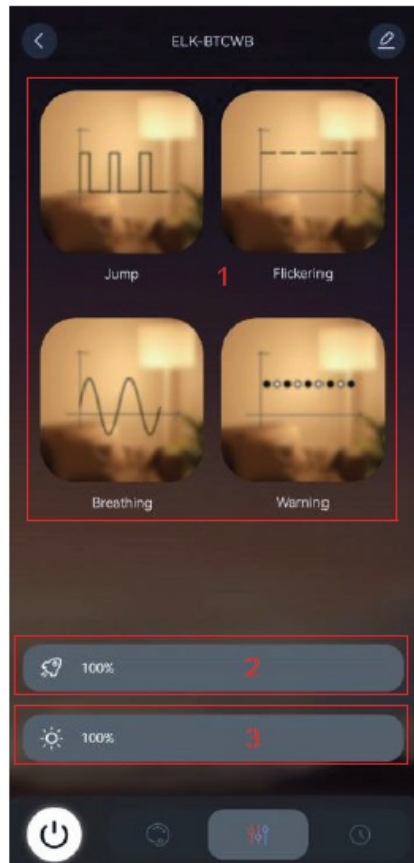 ELK-BTCWB
Jump
1
Flickering
Breathing
Warning
100%
2
100%
3